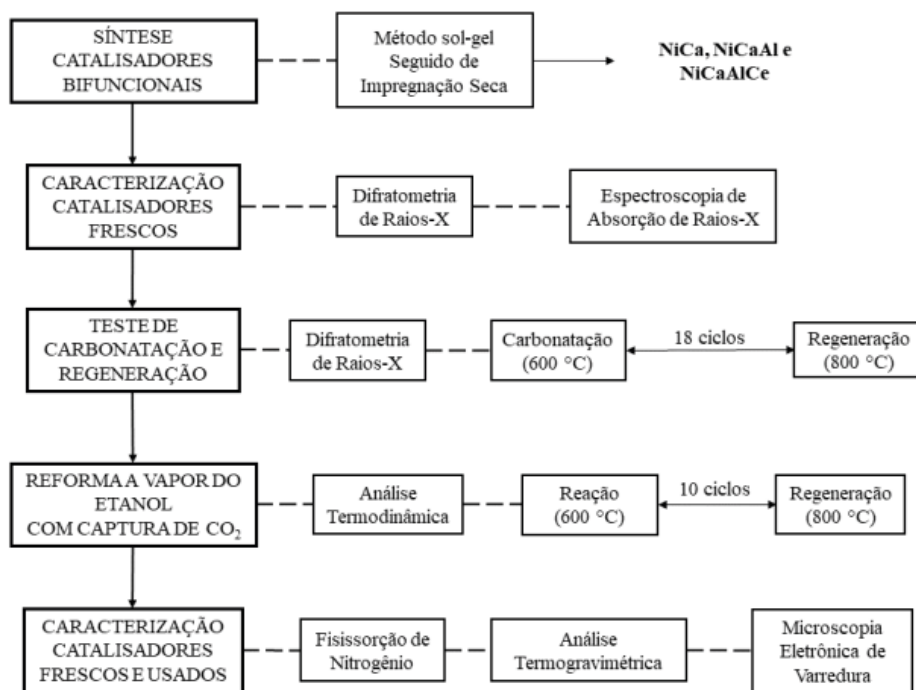 SÍNTESE
CATALISADORES
BIFUNCIONAIS
Método sol-gel
Seguido de
Impregnação Seca
NiCa, NiCaAl e
NiCaAlCe
CARACTERIZAÇÃO
CATALISADORES
FRESCOS
Difratometria
de Raios-X
Espectroscopia de
Absorção de Raios-X
TESTE DE
CARBONATAÇÃO E
REGENERAÇÃO
Difratometria
de Raios-X
Carbonatação
(600 °C)
18 ciclos
Regeneração
(800 °C)
REFORMA A VAPOR DO
ETANOL
COM CAPTURA DE CO₂
Análise
Termodinâmica
Reação
(600 °C)
10 ciclos
Regeneração
(800 °C)
CARACTERIZAÇÃO
CATALISADORES
FRESCOS E USADOS
Fisissorção de
Nitrogênio
Análise
Termogravimétrica
Microscopia
Eletrônica de
Varredura